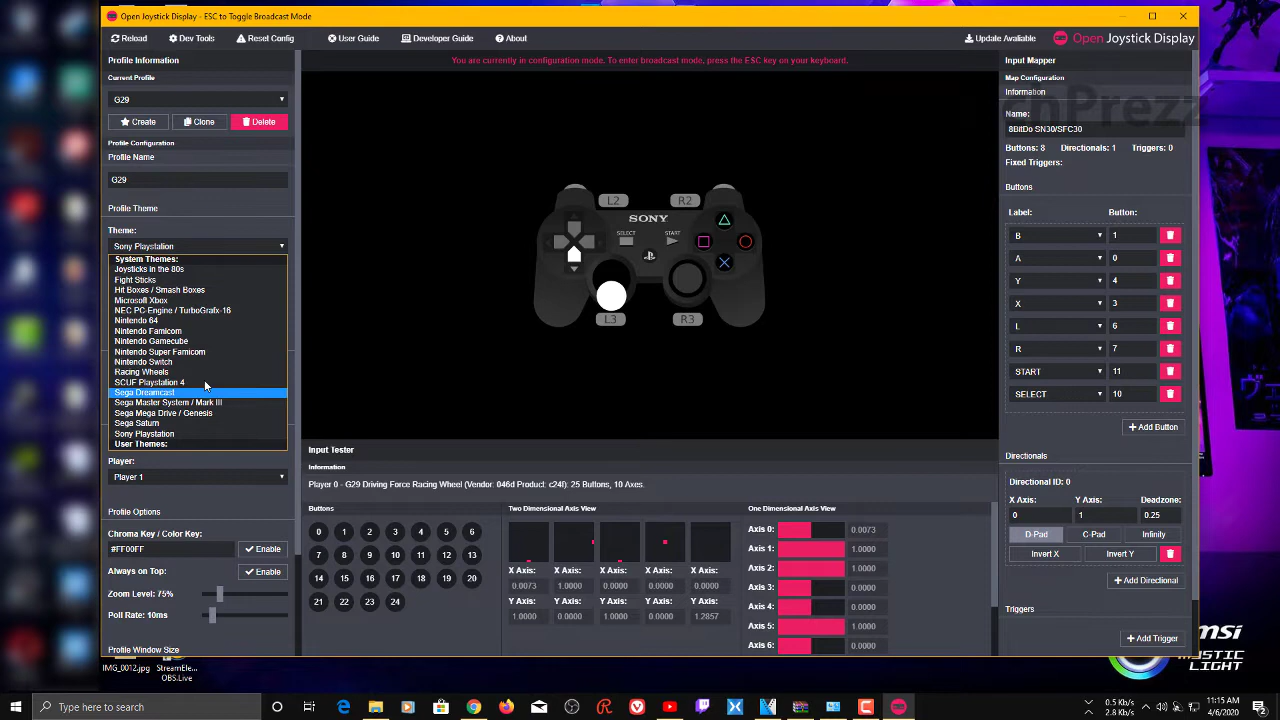 Open Joystick Display - ESC to Toggle Broadcast Mode
Reload Dev Tools Reset Config User Guide Developer Guide About Update Avaliable Open Joystick Display
Profile Information
Current Profile
G29
Create Clone Delete
Profile Configuration
Profile Name
G29
Profile Theme
Theme:
Sony Playstation
System Themes:
Joysticks in the 80s
Fight Sticks
Hit Boxes / Smash Boxes
Microsoft Xbox
NEC PC-Engine / TurboGrafx-16
Nintendo 64
Nintendo Famicom
Nintendo Gamecube
Nintendo Super Famicom
Nintendo Switch
Racing Wheels
SCUF Playstation 4
Sega Dreamcast
Sega Master System / Mark III
Sega Mega Drive / Genesis
Sega Saturn
Sony Playstation
User Themes:
Player:
Player 1
Profile Options
Chroma Key / Color Key:
#FF00FF Enable
Always on Top: Enable
Zoom Level: 75%
Poll Rate: 10ms
Profile Window Size
You are currently in configuration mode. To enter broadcast mode, press the ESC key on your keyboard.
L2 R2
SONY
SELECT START
L3 R3
Input Tester
Information
Player 0 - G29 Driving Force Racing Wheel (Vendor: 046d Product: c24f): 25 Buttons, 10 Axes.
Buttons
0 1 2 3 4 5 6
7 8 9 10 11 12 13
14 15 16 17 18 19 20
21 22 23 24
Two Dimensional Axis View
X Axis: X Axis: X Axis: X Axis: X Axis:
0.0073 1.0000 0.0000 0.0000 0.0000
Y Axis: Y Axis: Y Axis: Y Axis: Y Axis:
1.0000 0.0000 1.0000 0.0000 1.2857
One Dimensional Axis View
Axis 0: 0.0073
Axis 1: 1.0000
Axis 2: 1.0000
Axis 3: 0.0000
Axis 4: 0.0000
Axis 5: 1.0000
Axis 6: 0.0000
Input Mapper
Map Configuration
Information
Name:
8BitD0 SN30/SFC30
Buttons: 8 Directionals: 1 Triggers: 0
Fixed Triggers:
Buttons
Label: Button:
B 1
A 0
Y 4
X 3
L 6
R 7
START 11
SELECT 10
Add Button
Directionals
Directional ID: 0
X Axis: Y Axis: Deadzone:
0 1 0.25
D-Pad C-Pad Infinity
Invert X Invert Y
Add Directional
Triggers
Add Trigger
IMG_0012.jpg StreamEle...
OBS.Live
msi
MYSTIC
LIGHT
Type here to search
0.5 Kb/s
2.8 Kb/s
11:15 AM
4/6/2020
2